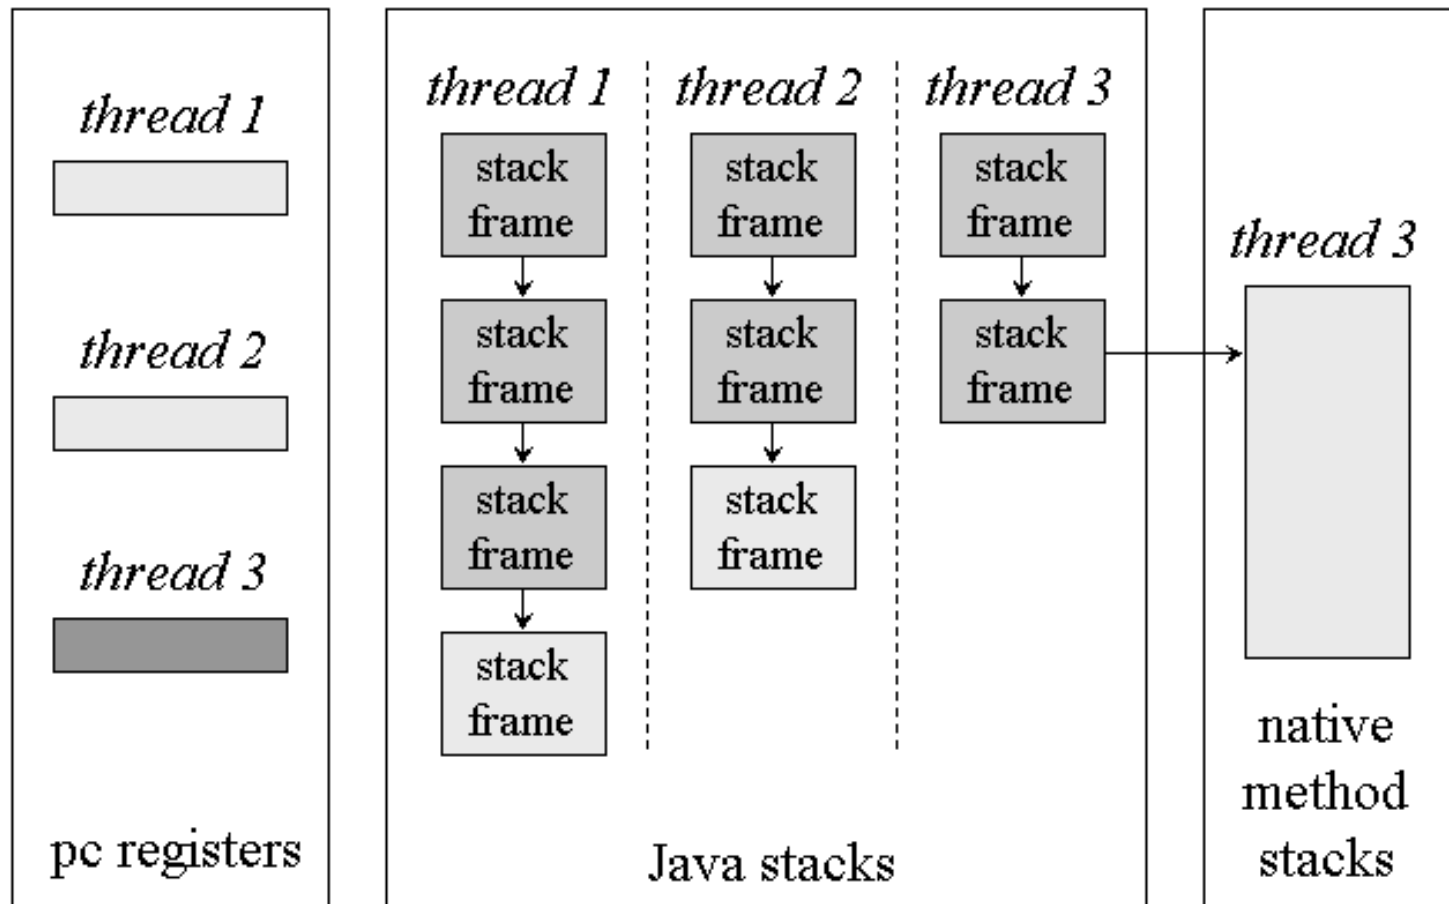 thread 1
thread 2
thread 3
pc registers
thread 1
stack
frame
stack
frame
stack
frame
stack
frame
thread 2
stack
frame
stack
frame
stack
frame
thread 3
stack
frame
stack
frame
Java stacks
thread 3
native
method
stacks